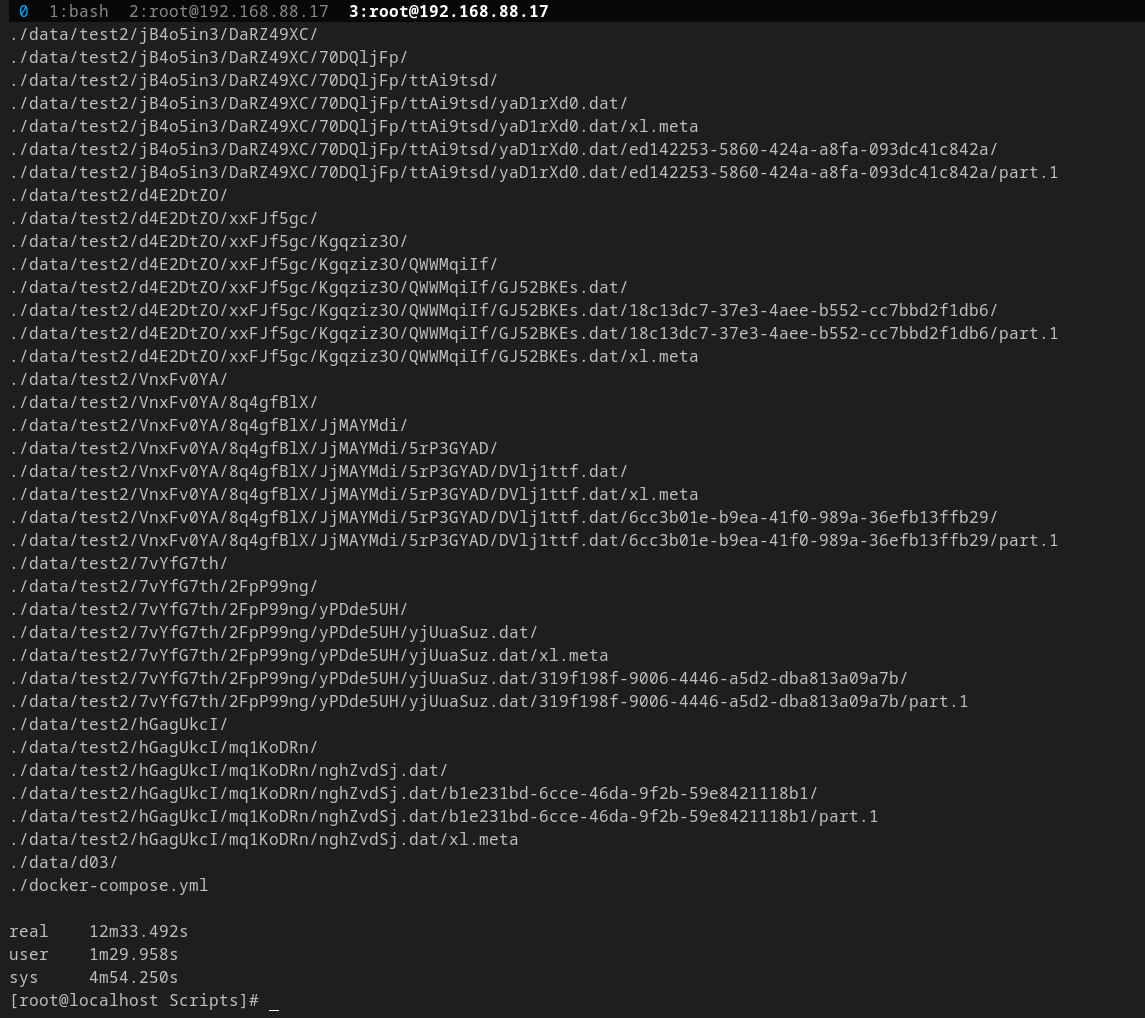 0 1:bash 2:root@192.168.88.17 3:root@192.168.88.17
./data/test2/jB4o5in3/DaRZ49XC/
./data/test2/jB4o5in3/DaRZ49XC/70DQljFp/
./data/test2/jB4o5in3/DaRZ49XC/70DQljFp/ttAi9tsd/
./data/test2/jB4o5in3/DaRZ49XC/70DQljFp/ttAi9tsd/yaD1rXd0.dat/
./data/test2/jB4o5in3/DaRZ49XC/70DQljFp/ttAi9tsd/yaD1rXd0.dat/xl.meta
./data/test2/jB4o5in3/DaRZ49XC/70DQljFp/ttAi9tsd/yaD1rXd0.dat/ed142253-5860-424a-a8fa-093dc41c842a/
./data/test2/jB4o5in3/DaRZ49XC/70DQljFp/ttAi9tsd/yaD1rXd0.dat/ed142253-5860-424a-a8fa-093dc41c842a/part.1
./data/test2/d4E2DtZO/
./data/test2/d4E2DtZO/xxFJf5gc/
./data/test2/d4E2DtZO/xxFJf5gc/Kgqziz3O/
./data/test2/d4E2DtZO/xxFJf5gc/Kgqziz3O/QWWMqiIf/
./data/test2/d4E2DtZO/xxFJf5gc/Kgqziz3O/QWWMqiIf/GJ52BKEs.dat/
./data/test2/d4E2DtZO/xxFJf5gc/Kgqziz3O/QWWMqiIf/GJ52BKEs.dat/18c13dc7-37e3-4aee-b552-cc7bbd2f1db6/
./data/test2/d4E2DtZO/xxFJf5gc/Kgqziz3O/QWWMqiIf/GJ52BKEs.dat/18c13dc7-37e3-4aee-b552-cc7bbd2f1db6/part.1
./data/test2/d4E2DtZO/xxFJf5gc/Kgqziz3O/QWWMqiIf/GJ52BKEs.dat/xl.meta
./data/test2/VnxFv0YA/
./data/test2/VnxFv0YA/8q4gfBlX/
./data/test2/VnxFv0YA/8q4gfBlX/JjMAYMdi/
./data/test2/VnxFv0YA/8q4gfBlX/JjMAYMdi/5rP3GYAD/
./data/test2/VnxFv0YA/8q4gfBlX/JjMAYMdi/5rP3GYAD/DVlj1ttf.dat/
./data/test2/VnxFv0YA/8q4gfBlX/JjMAYMdi/5rP3GYAD/DVlj1ttf.dat/xl.meta
./data/test2/VnxFv0YA/8q4gfBlX/JjMAYMdi/5rP3GYAD/DVlj1ttf.dat/6cc3b01e-b9ea-41f0-989a-36efb13ffb29/
./data/test2/VnxFv0YA/8q4gfBlX/JjMAYMdi/5rP3GYAD/DVlj1ttf.dat/6cc3b01e-b9ea-41f0-989a-36efb13ffb29/part.1
./data/test2/7vYfG7th/
./data/test2/7vYfG7th/2FpP99ng/
./data/test2/7vYfG7th/2FpP99ng/yPDde5UH/
./data/test2/7vYfG7th/2FpP99ng/yPDde5UH/yjUuaSuz.dat/
./data/test2/7vYfG7th/2FpP99ng/yPDde5UH/yjUuaSuz.dat/xl.meta
./data/test2/7vYfG7th/2FpP99ng/yPDde5UH/yjUuaSuz.dat/319f198f-9006-4446-a5d2-dba813a09a7b/
./data/test2/7vYfG7th/2FpP99ng/yPDde5UH/yjUuaSuz.dat/319f198f-9006-4446-a5d2-dba813a09a7b/part.1
./data/test2/hGagUkcI/
./data/test2/hGagUkcI/mq1KoDRn/
./data/test2/hGagUkcI/mq1KoDRn/nghZvdSj.dat/
./data/test2/hGagUkcI/mq1KoDRn/nghZvdSj.dat/b1e231bd-6cce-46da-9f2b-59e8421118b1/
./data/test2/hGagUkcI/mq1KoDRn/nghZvdSj.dat/b1e231bd-6cce-46da-9f2b-59e8421118b1/part.1
./data/test2/hGagUkcI/mq1KoDRn/nghZvdSj.dat/xl.meta
./data/d03/
./docker-compose.yml
real 12m33.492s
user 1m29.958s
sys 4m54.250s
[root@localhost Scripts]# _